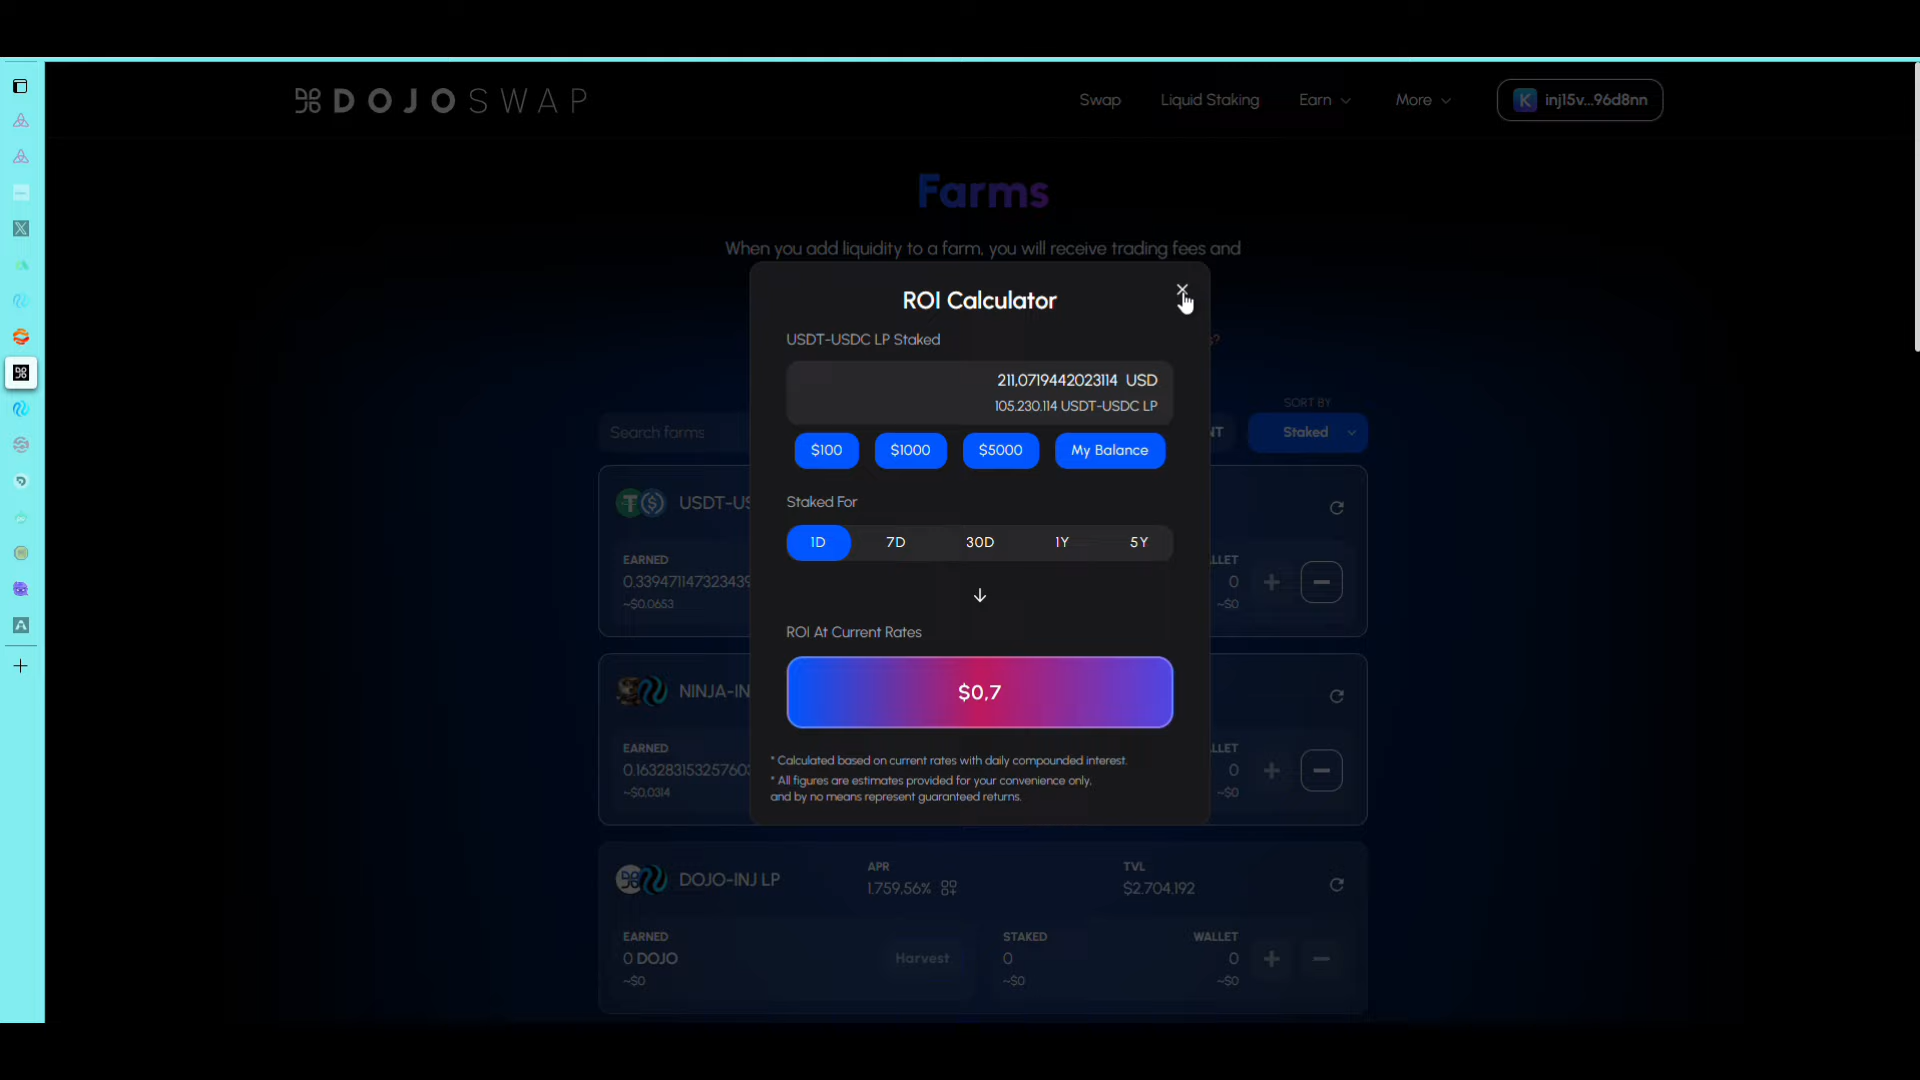 DOJOSWAP
Swap
Liquid Staking
Earn
More
K
inj15v...96d8nn
Farms
When you add liquidity to a farm, you will receive trading fees and
ROI Calculator
USDT-USDC LP Staked
s?
211,0719442023114 USD
105.230.114 USDT-USDC LP
$100
$1000
$5000
My Balance
SORT BY
Search farms
Staked
Staked For
1D
7D
30D
1Y
5Y
USDT-US
EARNED
0.339471147323439
~$0.0653
LLET
0
~$0
ROI At Current Rates
$0,7
NINJA-IN
EARNED
0.163283153257603
~$0,0314
LLET
0
~$0
* Calculated based on current rates with daily compounded interest.
* All figures are estimates provided for your convenience only,
and by no means represent guaranteed returns.
DOJO-INJ LP
APR
1.759,56%
TVL
$2.704.192
EARNED
0 DOJO
~$0
Harvest
STAKED
0
~$0
WALLET
0
~$0